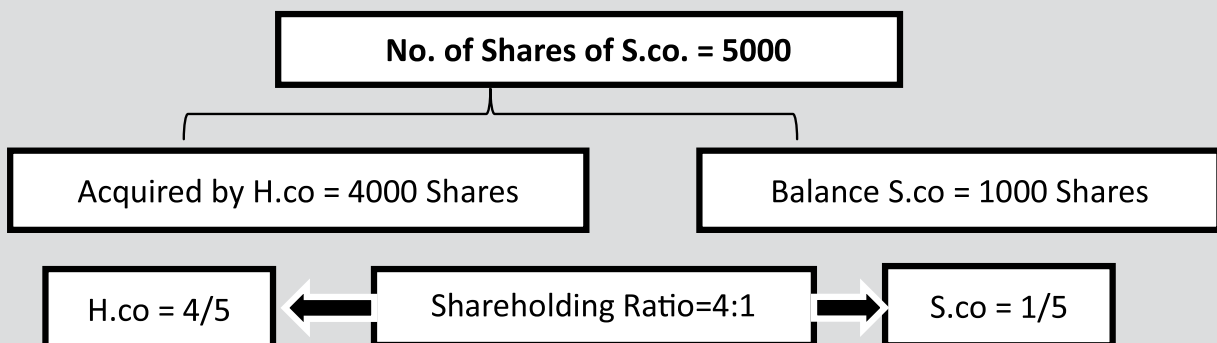 No. of Shares of S.co. = 5000
Acquired by H.co = 4000 Shares
Balance S.co = 1000 Shares
H.co = 4/5
Shareholding Ratio=4:1
S.co = 1/5